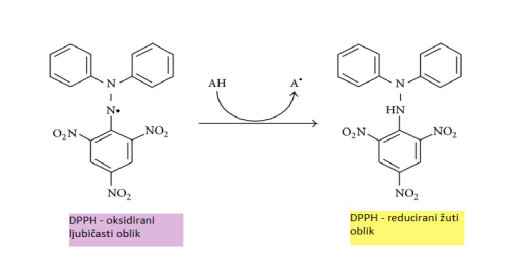 N
N•
O₂N
NO₂
NO₂
DPPH - oksidirani
ljubičasti oblik
AH
A•
N
HN
O₂N
NO₂
NO₂
DPPH - reducirani žuti
oblik